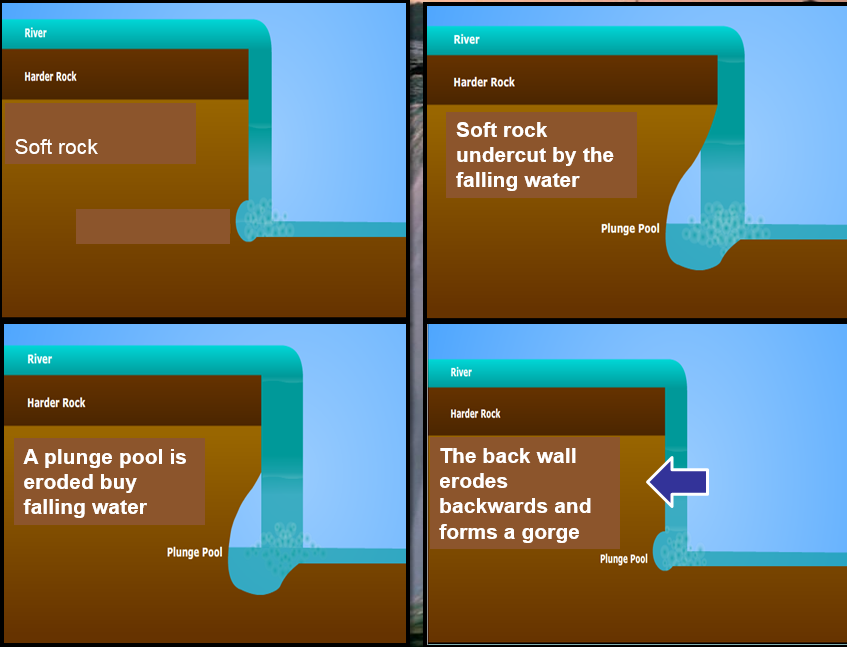 River
Harder Rock
Soft rock
River
Harder Rock
Soft rock
undercut by the
falling water
Plunge Pool
River
Harder Rock
A plunge pool is
eroded buy
falling water
Plunge Pool
River
Harder Rock
The back wall
erodes
backwards and
forms a gorge
Plunge Pool